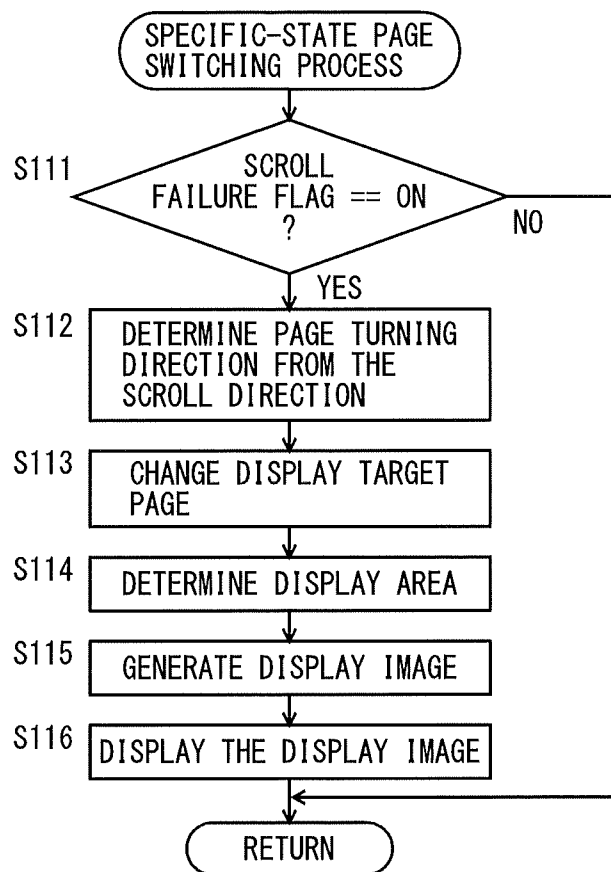 SPECIFIC-STATE PAGE
SWITCHING PROCESS
S111
SCROLL
FAILURE FLAG == ON
?
NO
YES
S112
DETERMINE PAGE TURNING
DIRECTION FROM THE
SCROLL DIRECTION
S113
CHANGE DISPLAY TARGET
PAGE
S114
DETERMINE DISPLAY AREA
S115
GENERATE DISPLAY IMAGE
S116
DISPLAY THE DISPLAY IMAGE
RETURN